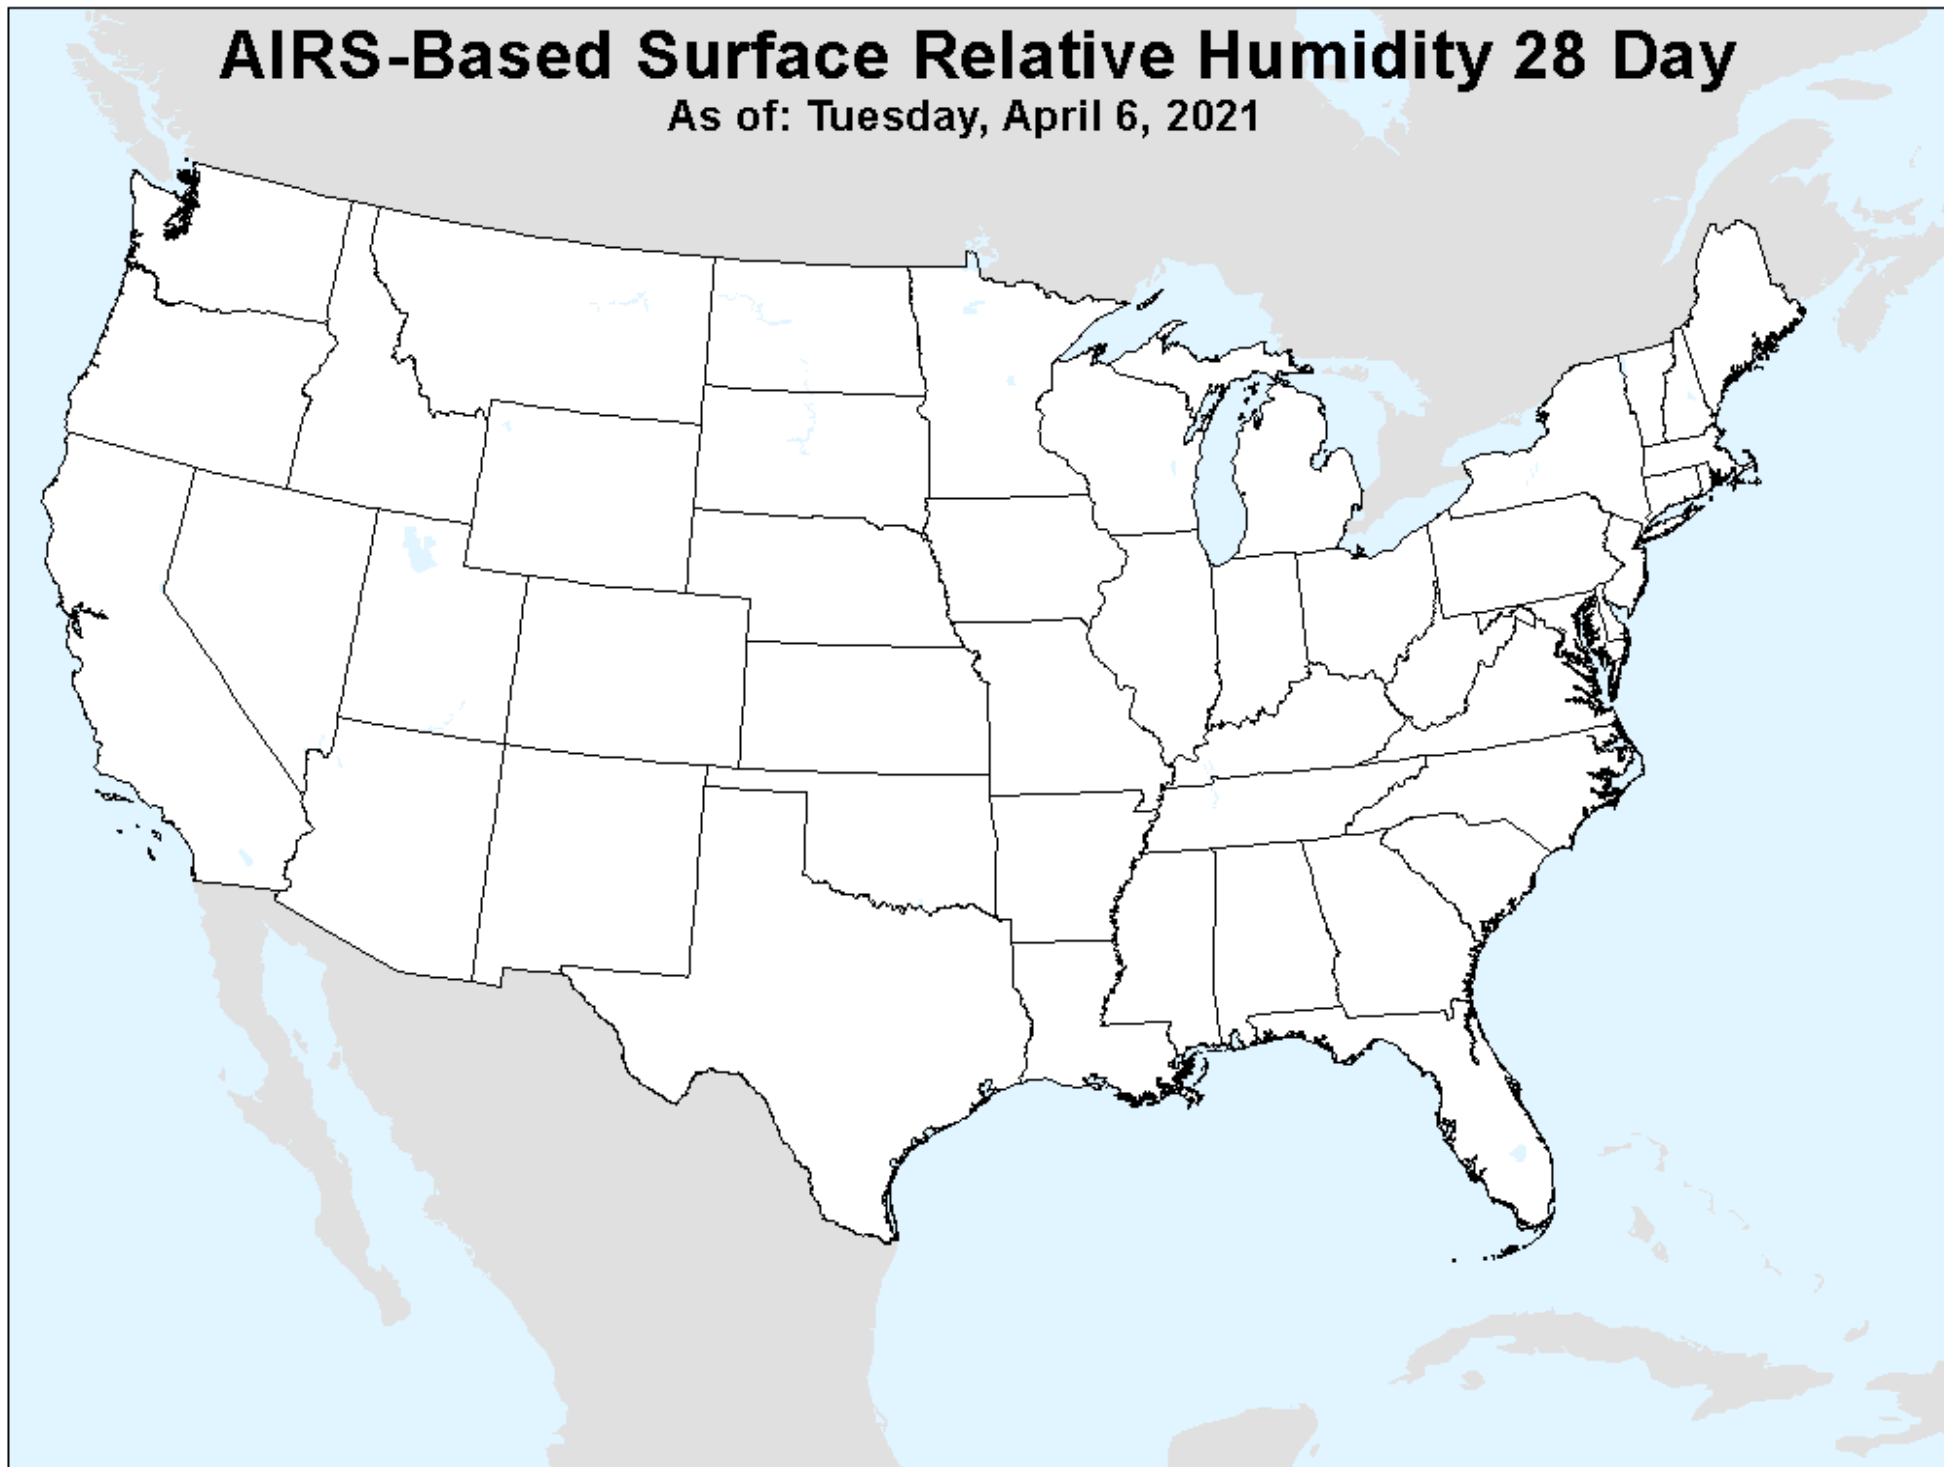 AIRS-Based Surface Relative Humidity 28 Day
As of: Tuesday, April 6, 2021